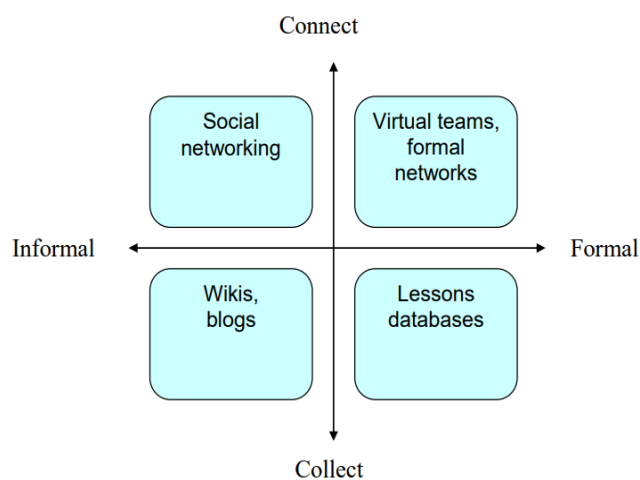 Connect
Social
networking
Virtual teams,
formal
networks
Informal
Formal
Wikis,
blogs
Lessons
databases
Collect